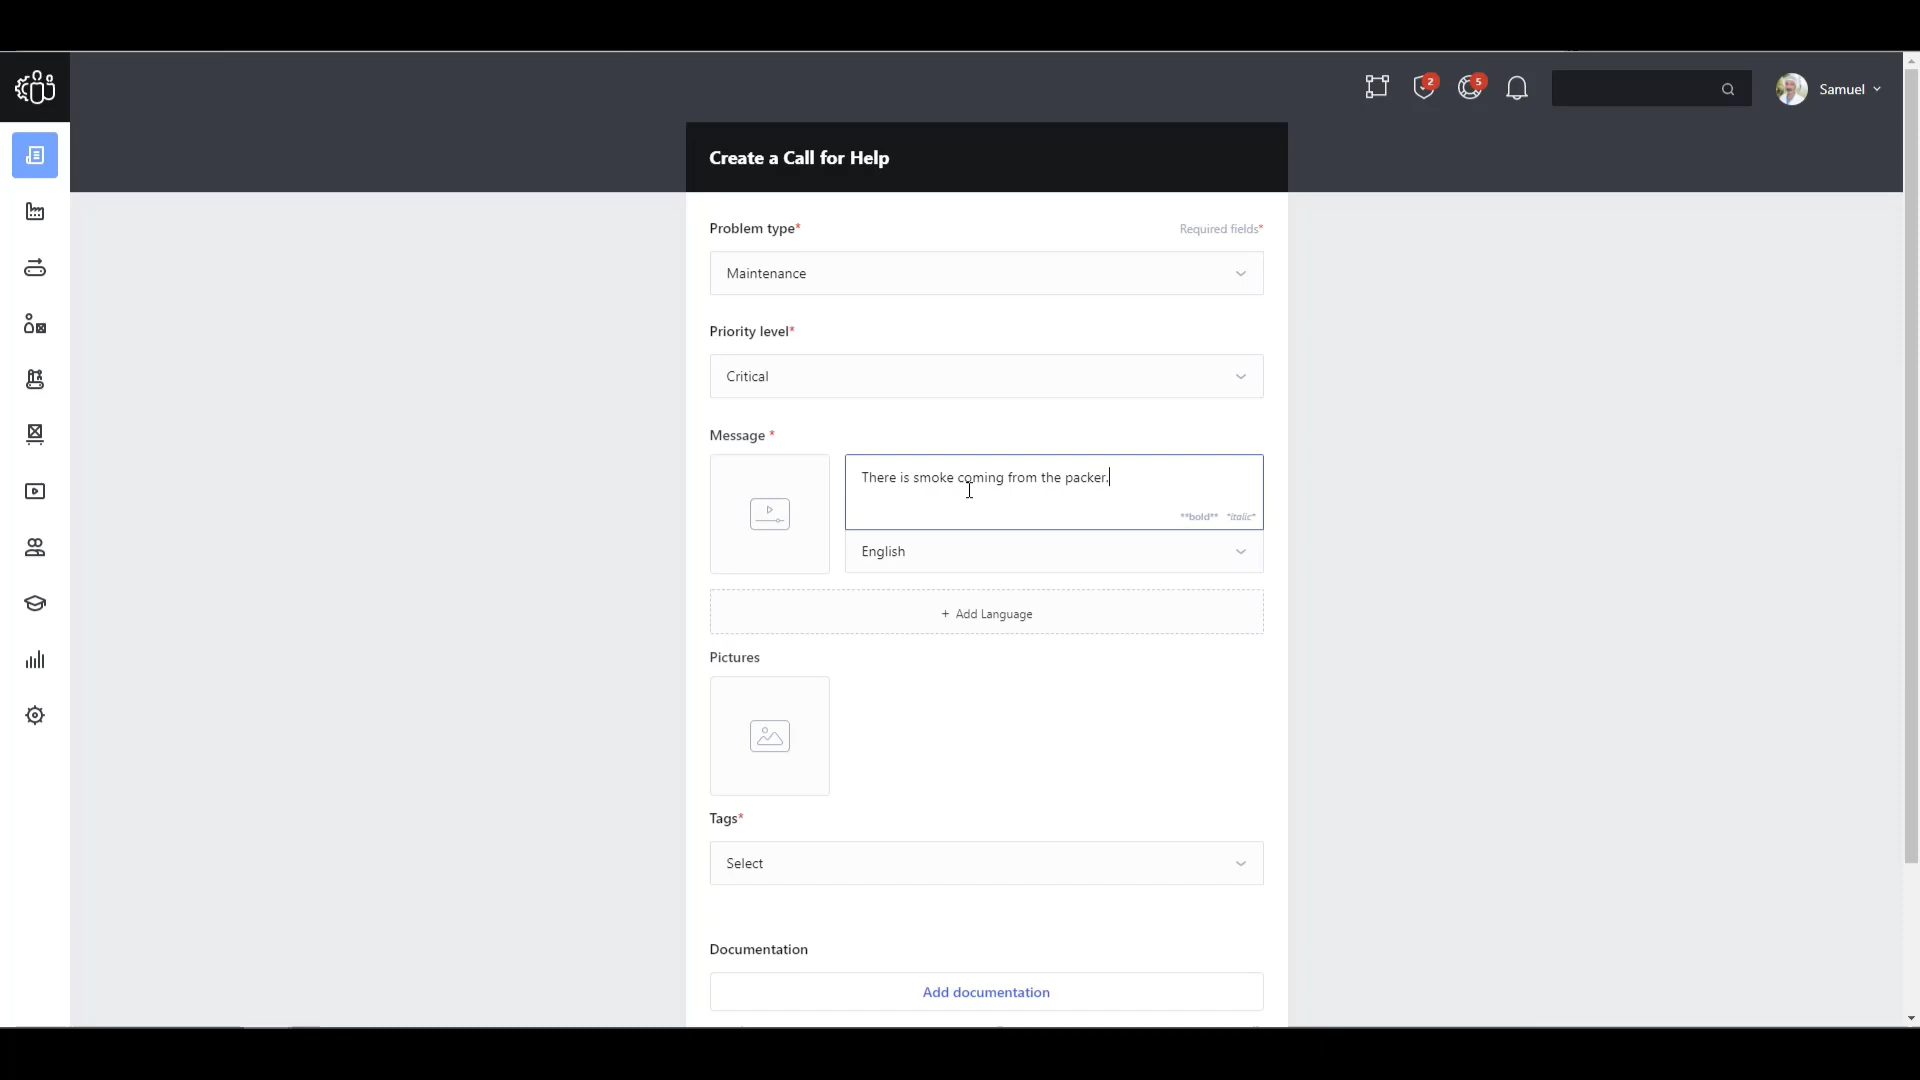 2
5
Samuel
Create a Call for Help
Problem type*
Required fields*
Maintenance
Priority level*
Critical
Message *
There is smoke coming from the packer.
**bold** *italic*
English
+ Add Language
Pictures
Tags*
Select
Documentation
Add documentation